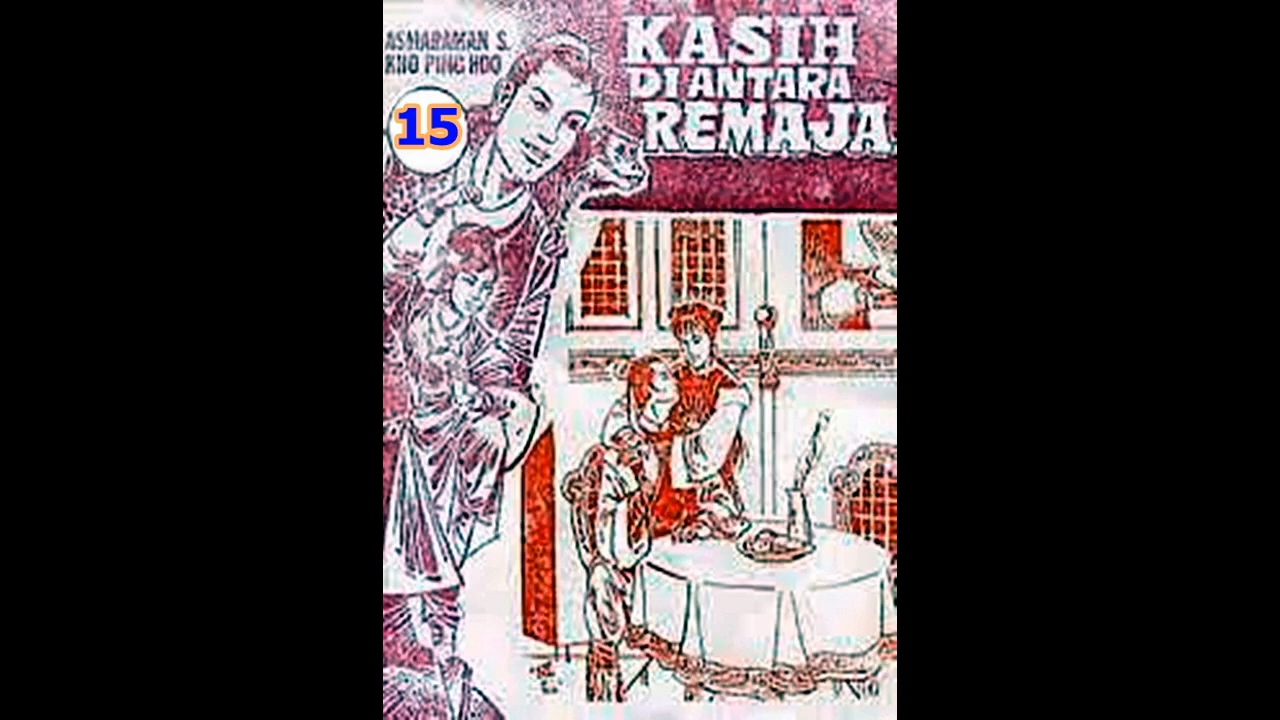 ASMARAMAN S.
KHO PING HOO
15
KASIH
DI ANTARA
REMAJA